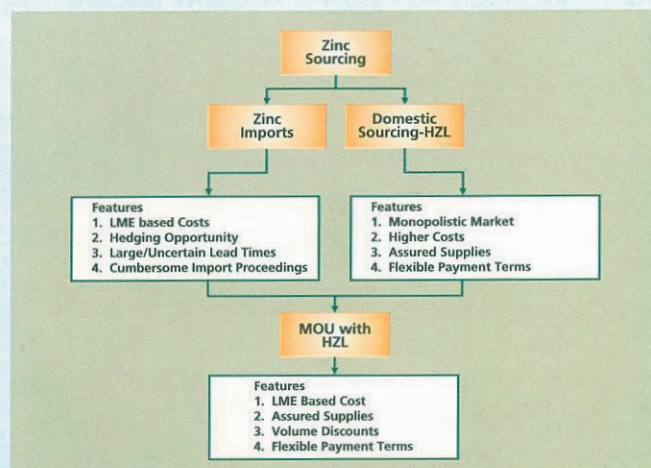 Zinc
Sourcing
Zinc
Imports
Domestic
Sourcing-HZL
Features
1. LME based Costs
2. Hedging Opportunity
3. Large/Uncertain Lead Times
4. Cumbersome Import Proceedings
Features
1. Monopolistic Market
2. Higher Costs
3. Assured Supplies
4. Flexible Payment Terms
MOU with
HZL
Features
1. LME Based Cost
2. Assured Supplies
3. Volume Discounts
4. Flexible Payment Terms